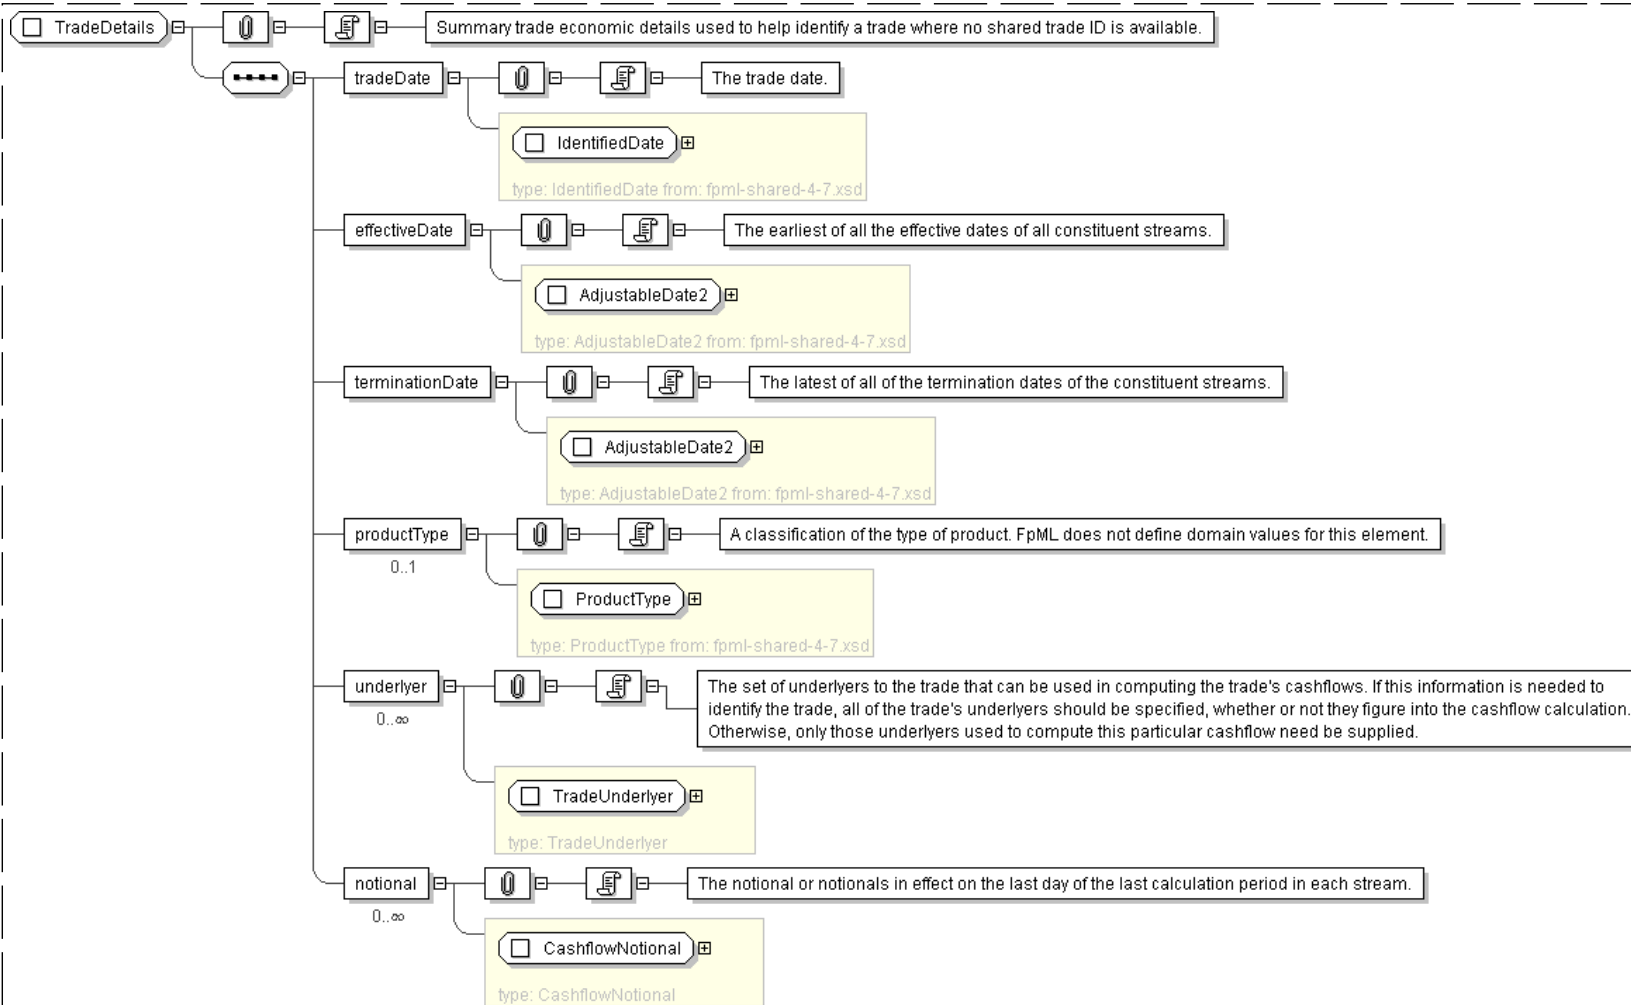 TradeDetails
Summary trade economic details used to help identify a trade where no shared trade ID is available.
tradeDate
The trade date.
IdentifiedDate
type: IdentifiedDate from: fpml-shared-4-7.xsd
effectiveDate
The earliest of all the effective dates of all constituent streams.
AdjustableDate2
type: AdjustableDate2 from: fpml-shared-4-7.xsd
terminationDate
The latest of all of the termination dates of the constituent streams.
AdjustableDate2
type: AdjustableDate2 from: fpml-shared-4-7.xsd
productType
A classification of the type of product. FpML does not define domain values for this element.
0..1
ProductType
type: ProductType from: fpml-shared-4-7.xsd
underlyer
The set of underlyers to the trade that can be used in computing the trade's cashflows. If this information is needed to
identify the trade, all of the trade's underlyers should be specified, whether or not they figure into the cashflow calculation.
Otherwise, only those underlyers used to compute this particular cashflow need be supplied.
0..∞
TradeUnderlyer
type: TradeUnderlyer
notional
The notional or notionals in effect on the last day of the last calculation period in each stream.
0..∞
CashflowNotional
type: CashflowNotional